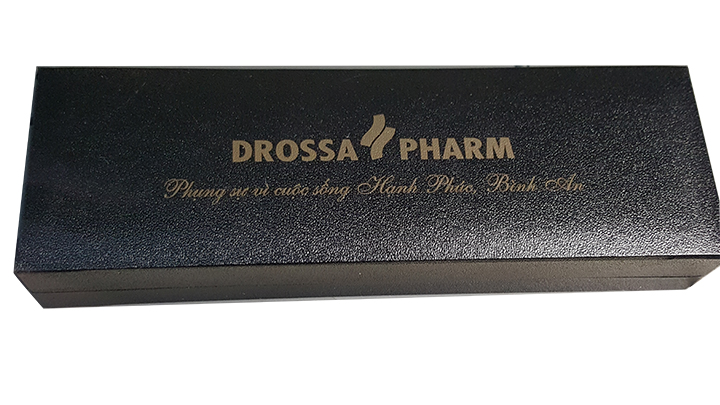 DROSSA PHARM
Phụng sự vì cuộc sống Hạnh Phúc, Bình An